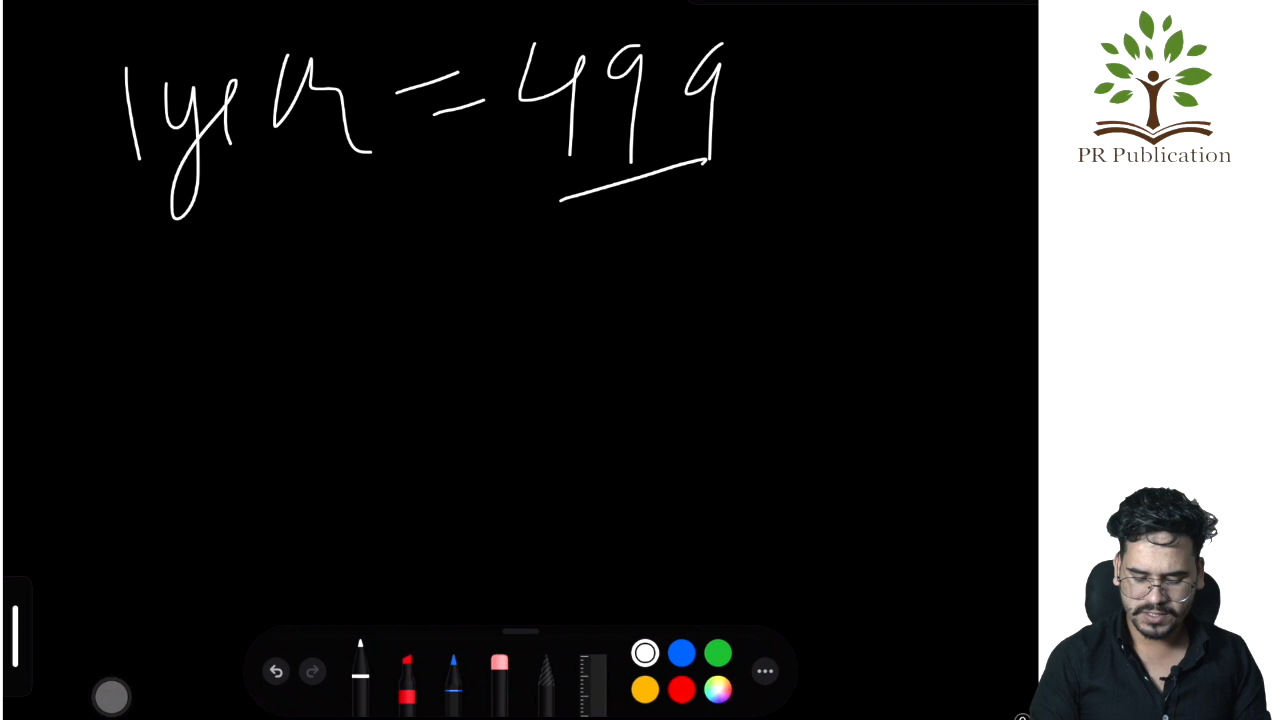 1 year = 499
PR Publication